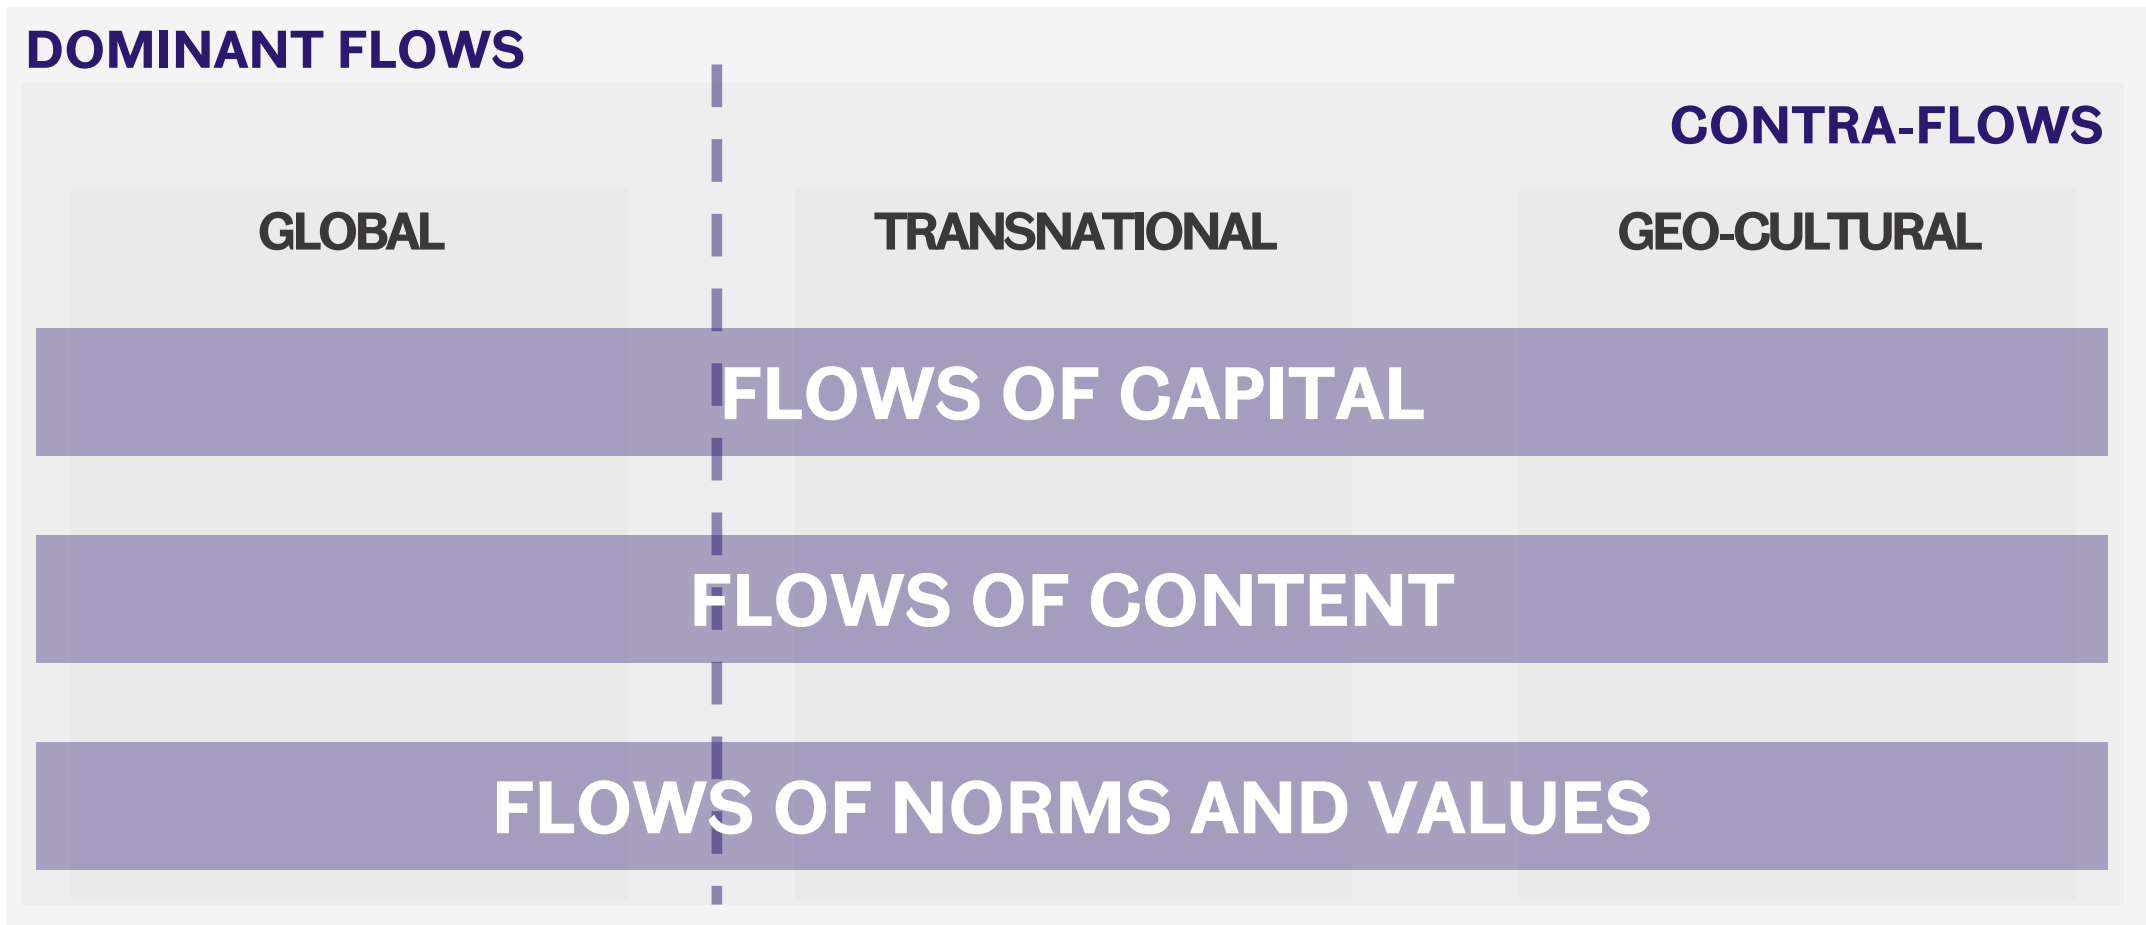 DOMINANT FLOWS
CONTRA-FLOWS
GLOBAL
TRANSNATIONAL
GEO-CULTURAL
FLOWS OF CAPITAL
FLOWS OF CONTENT
FLOWS OF NORMS AND VALUES